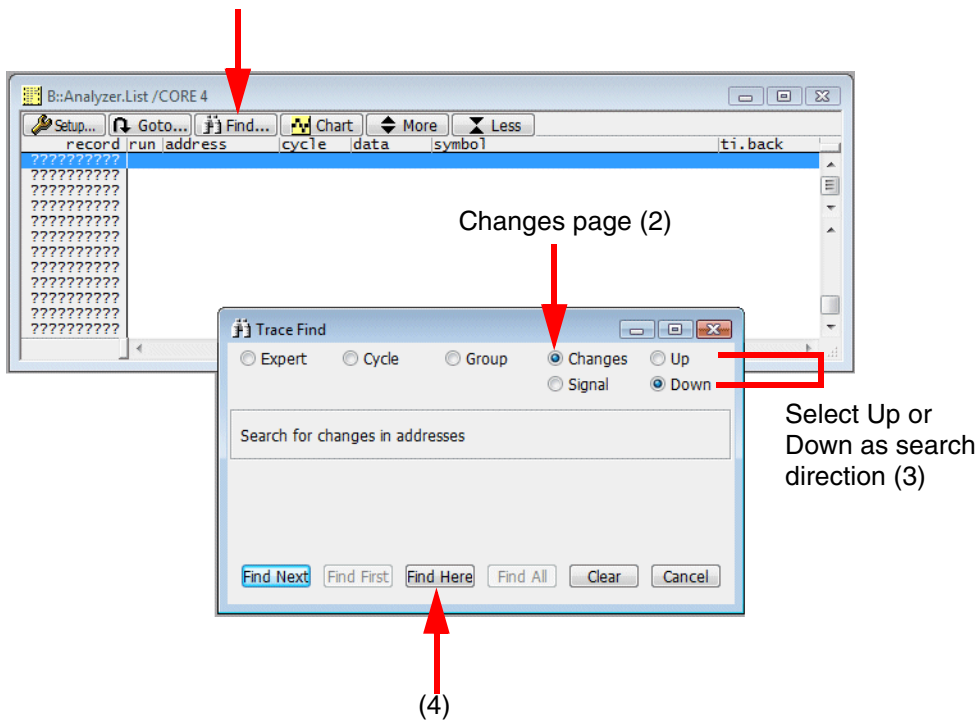 B::Analyzer.List /CORE 4
Setup... Goto... Find... Chart More Less
record run address cycle data symbol ti.back
??????????
??????????
??????????
??????????
??????????
??????????
??????????
??????????
??????????
??????????
??????????
??????????
Changes page (2)
Trace Find
Expert Cycle Group Changes Up
Signal Down
Select Up or
Down as search
direction (3)
Search for changes in addresses
Find Next Find First Find Here Find All Clear Cancel
(4)